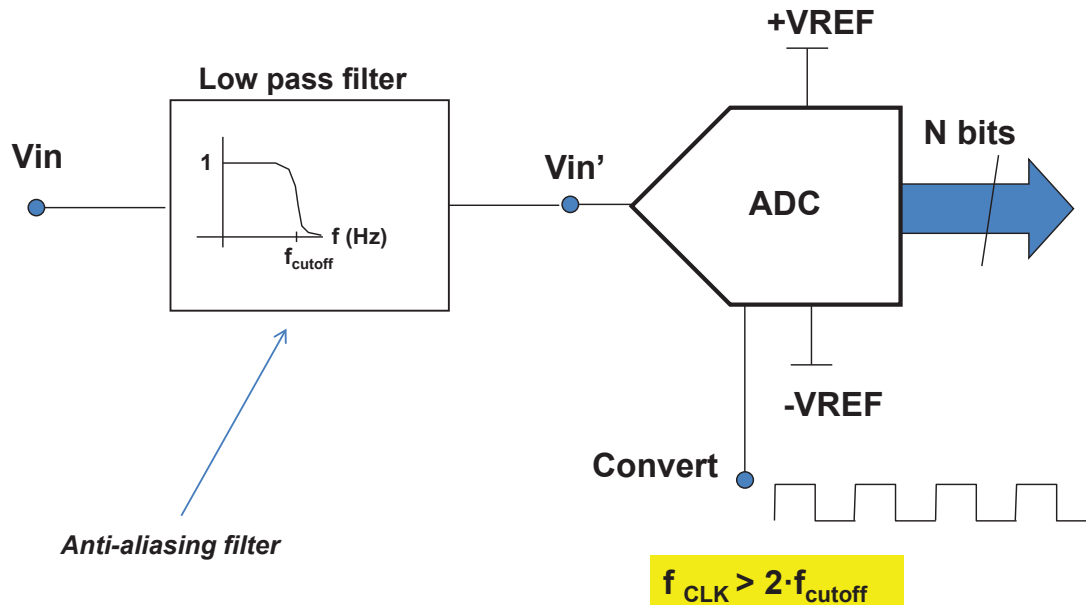 +VREF
Low pass filter
N bits
Vin
1
Vin’
ADC
f (Hz)
fcutoff
-VREF
Convert
Anti-aliasing filter
f CLK > 2·fcutoff